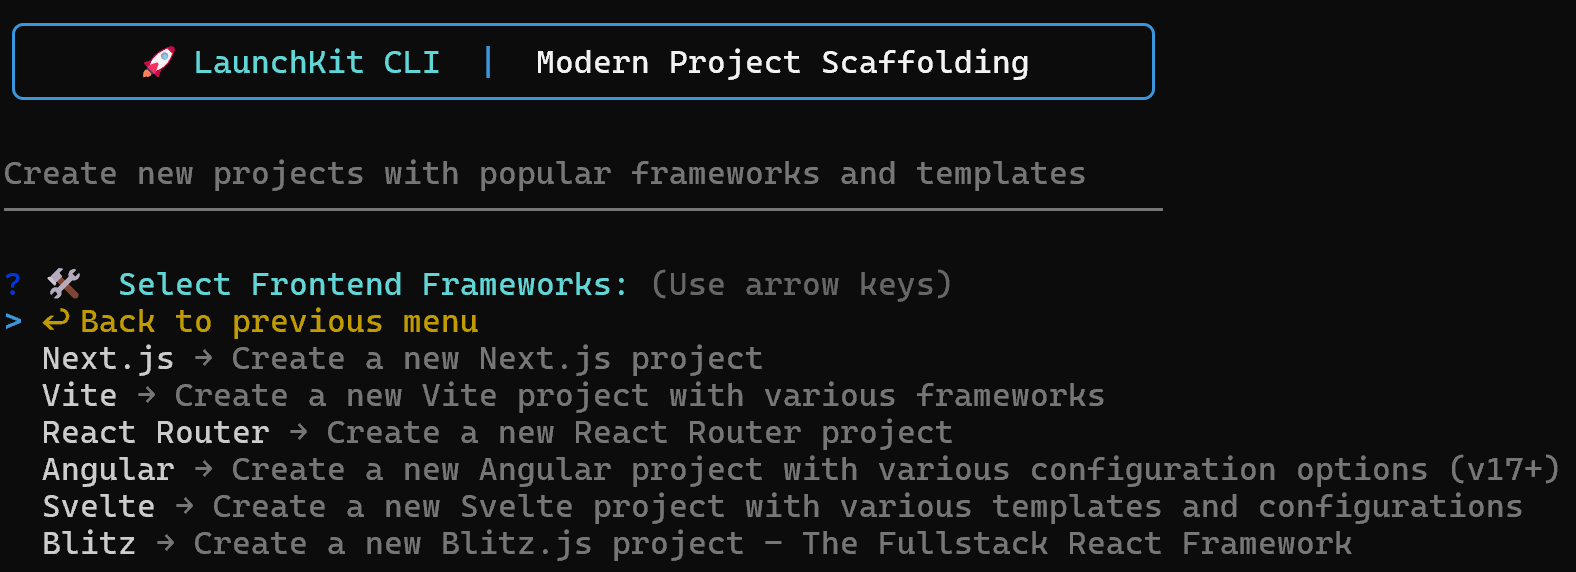 🚀 LaunchKit CLI | Modern Project Scaffolding
Create new projects with popular frameworks and templates
? 🛠 Select Frontend Frameworks: (Use arrow keys)
> ↩ Back to previous menu
Next.js → Create a new Next.js project
Vite → Create a new Vite project with various frameworks
React Router → Create a new React Router project
Angular → Create a new Angular project with various configuration options (v17+)
Svelte → Create a new Svelte project with various templates and configurations
Blitz → Create a new Blitz.js project – The Fullstack React Framework